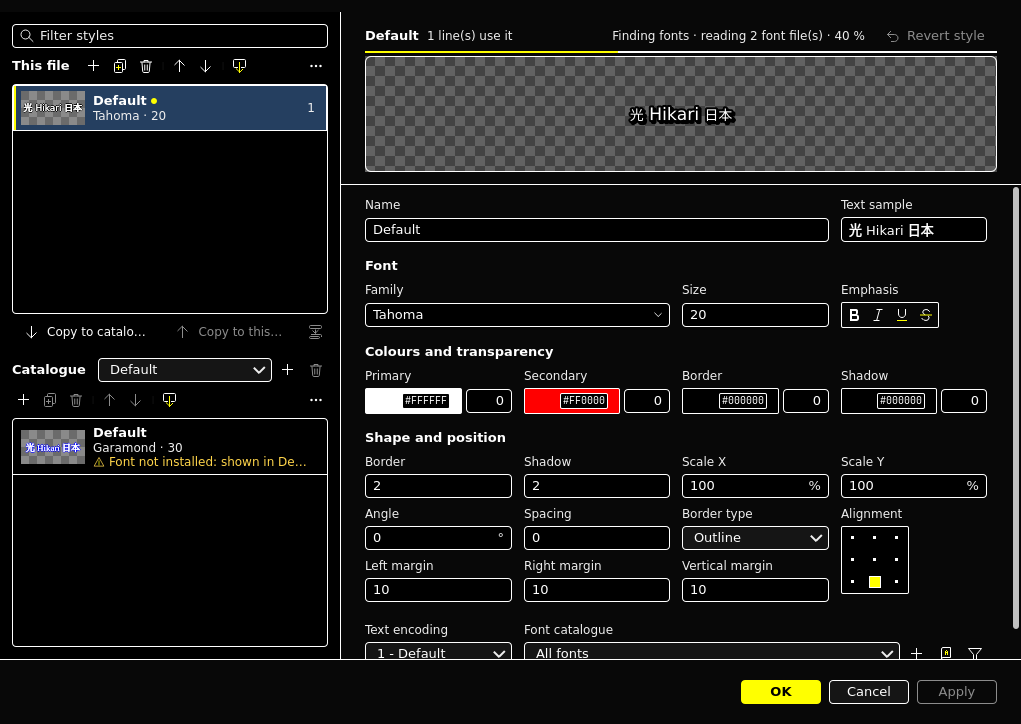 Filter styles
This file
光 Hikari 日本
Default
Tahoma · 20
1
Copy to catalo...
Copy to this...
Catalogue
Default
光 Hikari 日本
Default
Garamond · 30
⚠ Font not installed: shown in De...
Default 1 line(s) use it
Finding fonts · reading 2 font file(s) · 40 %
Revert style
光 Hikari 日本
Name
Text sample
Default
光 Hikari 日本
Font
Family
Size
Emphasis
Tahoma
20
B I U S
Colours and transparency
Primary
Secondary
Border
Shadow
#FFFFFF 0
#FF0000 0
#000000 0
#000000 0
Shape and position
Border
Shadow
Scale X
Scale Y
2
2
100 %
100 %
Angle
Spacing
Border type
Alignment
0 °
0
Outline
Left margin
Right margin
Vertical margin
10
10
10
Text encoding
Font catalogue
1 - Default
All fonts
OK
Cancel
Apply